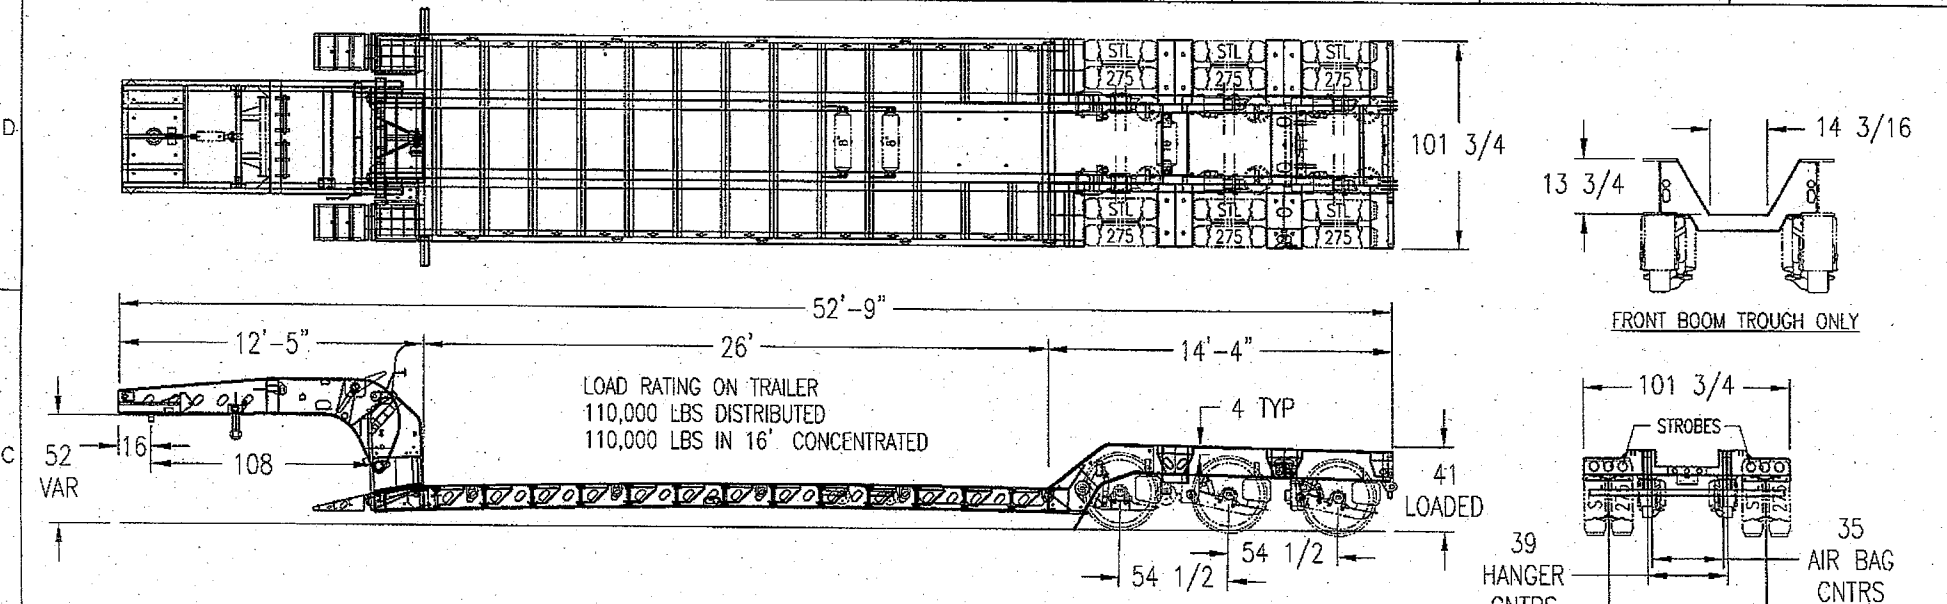 D
STL
STL
STL
275
275
275
8"
8"
STL
STL
STL
275
275
275
101 3/4
14 3/16
13 3/4
FRONT BOOM TROUGH ONLY
52'-9"
12'-5"
26'
14'-4"
LOAD RATING ON TRAILER
110,000 LBS DISTRIBUTED
110,000 LBS IN 16' CONCENTRATED
4 TYP
C
52
VAR
16
108
41
LOADED
54 1/2
54 1/2
101 3/4
STROBES
39
HANGER
CNTRS
35
AIR BAG
CNTRS